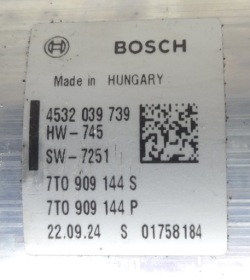 BOSCH
Made in HUNGARY
4532 039 739
HW-745
SW-7251
7T0 909 144 S
7T0 909 144 P
22.09.24 S 01758184